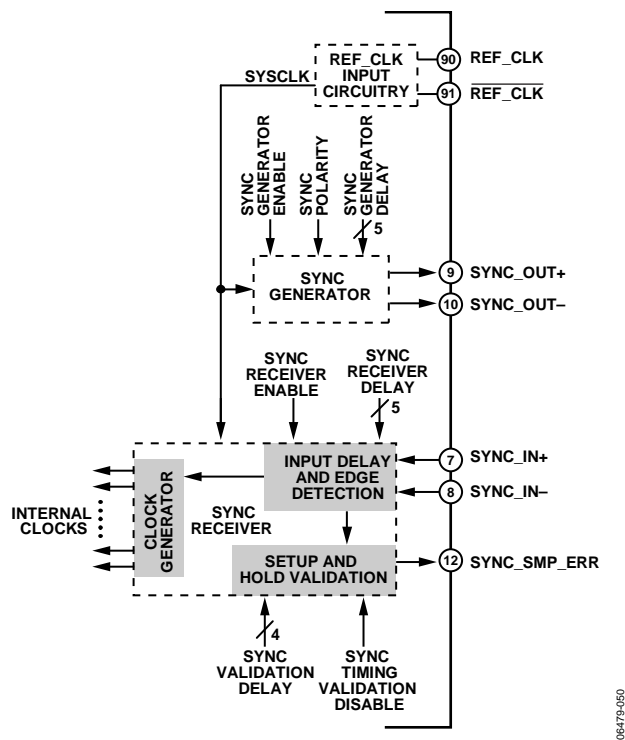 REF_CLK
INPUT
CIRCUITRY
90 REF_CLK
91 REF_CLK
SYSCLK
SYNC
GENERATOR
ENABLE
SYNC
POLARITY
SYNC
GENERATOR
DELAY
5
SYNC
GENERATOR
9 SYNC_OUT+
10 SYNC_OUT–
SYNC
RECEIVER
ENABLE
SYNC
RECEIVER
DELAY
5
INPUT DELAY
AND EDGE
DETECTION
7 SYNC_IN+
8 SYNC_IN–
CLOCK
GENERATOR
SYNC
RECEIVER
INTERNAL
CLOCKS
SETUP AND
HOLD VALIDATION
12 SYNC_SMP_ERR
4
SYNC
VALIDATION
DELAY
SYNC
TIMING
VALIDATION
DISABLE
06479-050